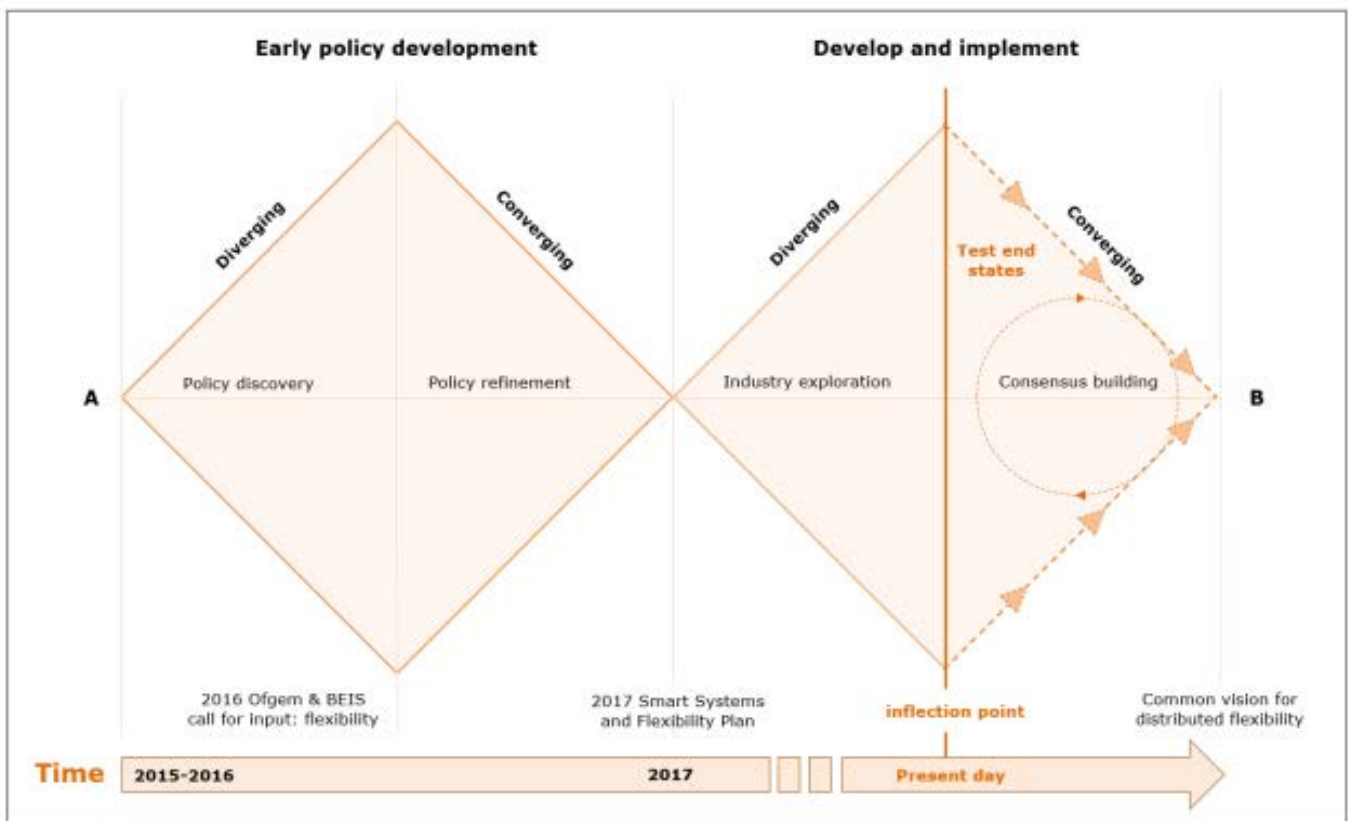 Early policy development
Develop and implement
Diverging
Converging
Diverging
Converging
Test end
states
A
Policy discovery
Policy refinement
Industry exploration
Consensus building
B
2016 Ofgem & BEIS
call for input: flexibility
2017 Smart Systems
and Flexibility Plan
inflection point
Common vision for
distributed flexibility
Time
2015-2016
2017
Present day